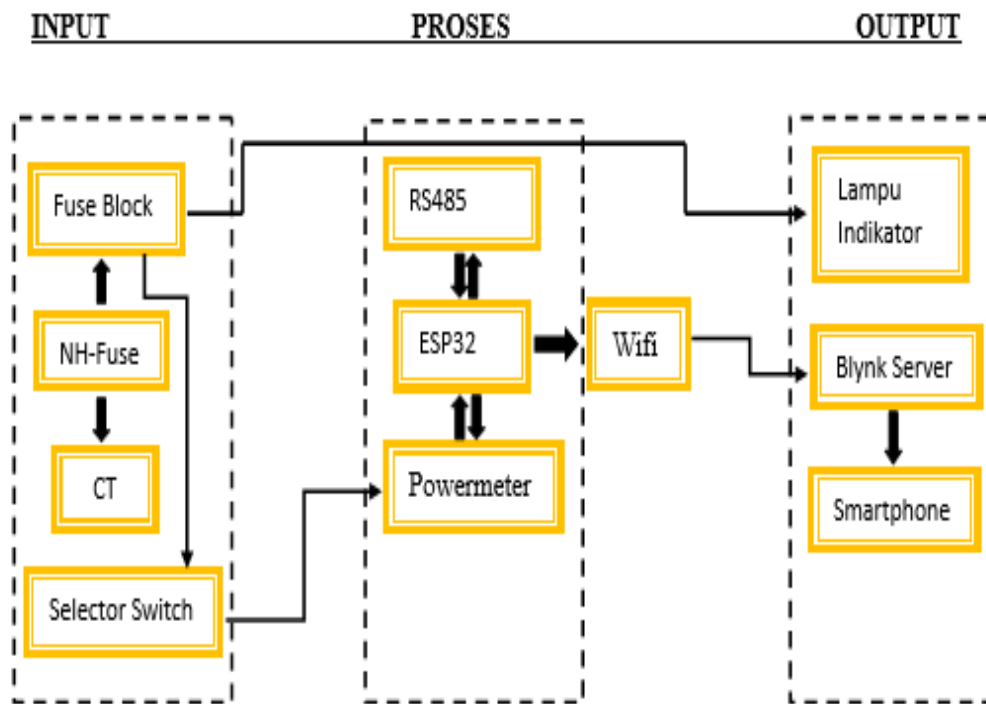 INPUT
PROSES
OUTPUT
Fuse Block
NH-Fuse
CT
Selector Switch
RS485
ESP32
Powermeter
Wifi
Lampu
Indikator
Blynk Server
Smartphone